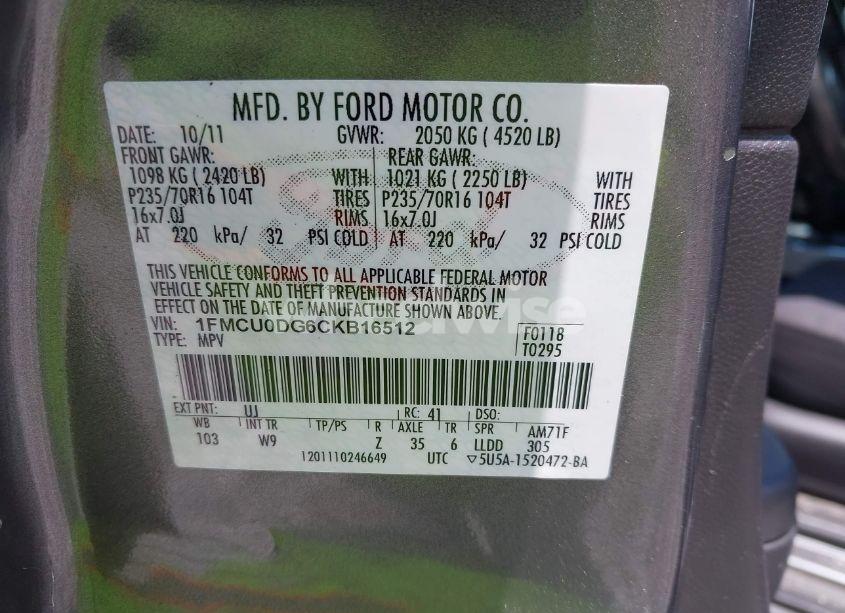 MFD. BY FORD MOTOR CO.
DATE: 10/11 GVWR: 2050 KG ( 4520 LB)
FRONT GAWR: REAR GAWR:
1098 KG ( 2420 LB) WITH 1021 KG ( 2250 LB) WITH
P235/70R16 104T TIRES P235/70R16 104T TIRES
16x7.0J RIMS 16x7.0J RIMS
AT 220 kPa/ 32 PSI COLD AT 220 kPa/ 32 PSI COLD
THIS VEHICLE CONFORMS TO ALL APPLICABLE FEDERAL MOTOR
VEHICLE SAFETY AND THEFT PREVENTION STANDARDS IN
EFFECT ON THE DATE OF MANUFACTURE SHOWN ABOVE.
VIN: 1FMCU0DG6CKB16512 F0118
TYPE: MPV T0295
EXT PNT: UJ RC: 41 DSO:
WB INT TR TP/PS R AXLE TR SPR AM71F
103 W9 Z 35 6 LLDD 305
1201110246649 UTC ▽5U5A-1520472-BA